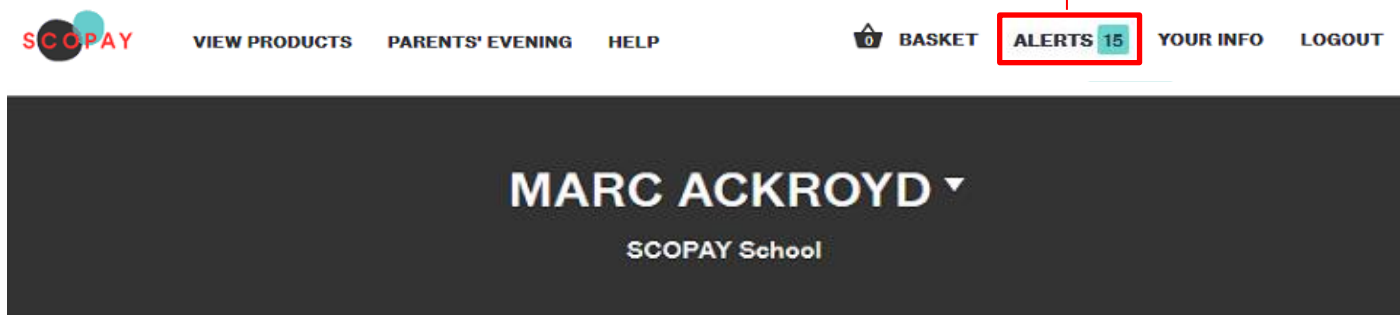 SCOPAY VIEW PRODUCTS PARENTS' EVENING HELP 0 BASKET ALERTS 15 YOUR INFO LOGOUT
MARC ACKROYD
SCOPAY School